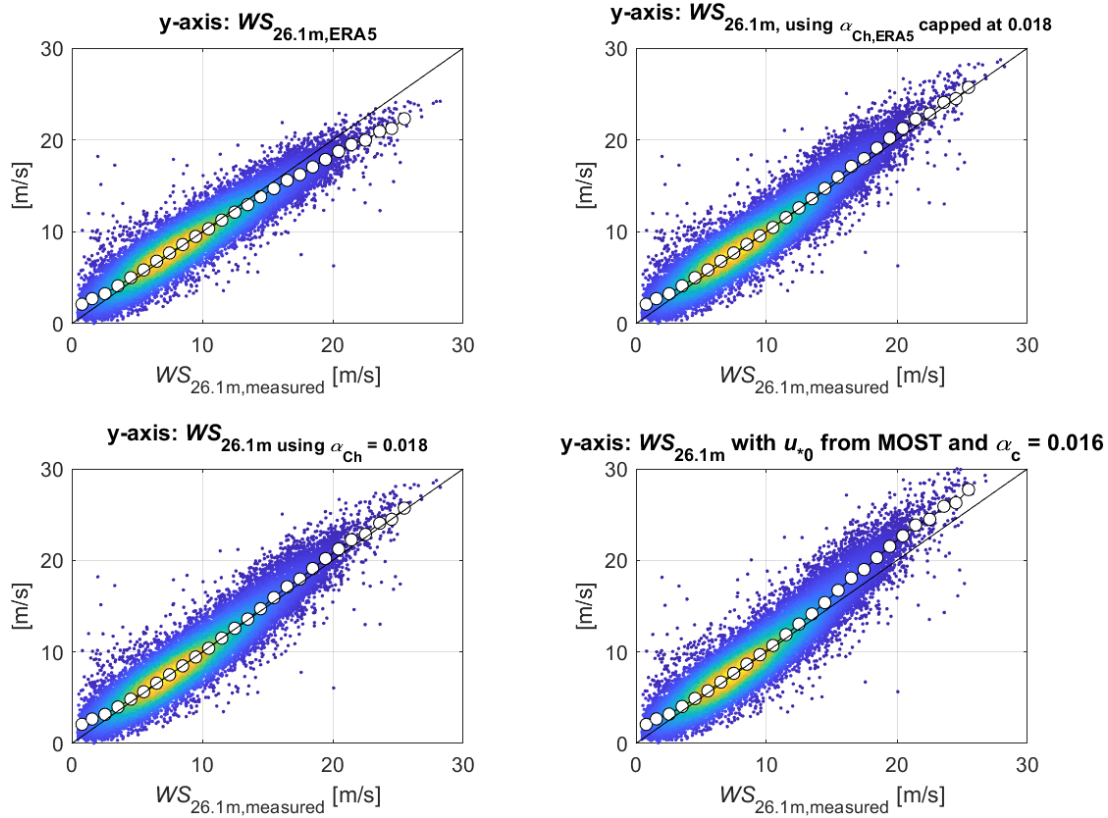 y-axis: WS26.1m,ERA5
30
20
10
0
[m/s]
0 10 20 30
WS26.1m,measured [m/s]
y-axis: WS26.1m, using αCh,ERA5 capped at 0.018
30
20
10
0
[m/s]
0 10 20 30
WS26.1m,measured [m/s]
y-axis: WS26.1m using αCh = 0.018
30
20
10
0
[m/s]
0 10 20 30
WS26.1m,measured [m/s]
y-axis: WS26.1m with u*0 from MOST and αc = 0.016
30
20
10
0
[m/s]
0 10 20 30
WS26.1m,measured [m/s]